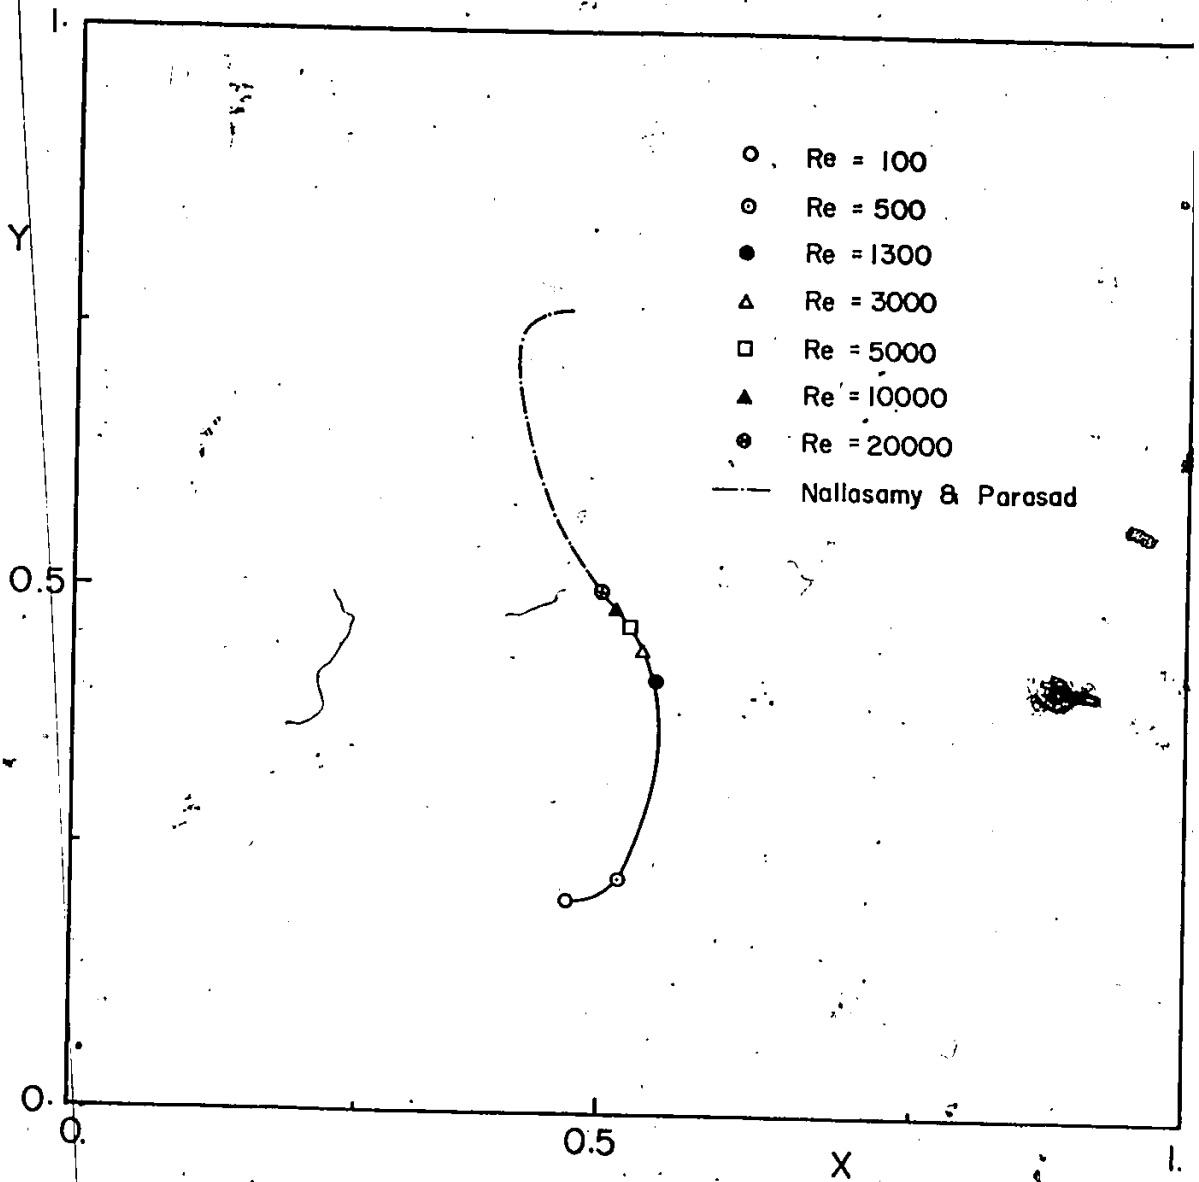 1.
Y
Re = 100
Re = 500
Re = 1300
Re = 3000
Re = 5000
Re = 10000
Re = 20000
Nallasamy & Parasad
0.5
0.
0.
0.5
X
1.